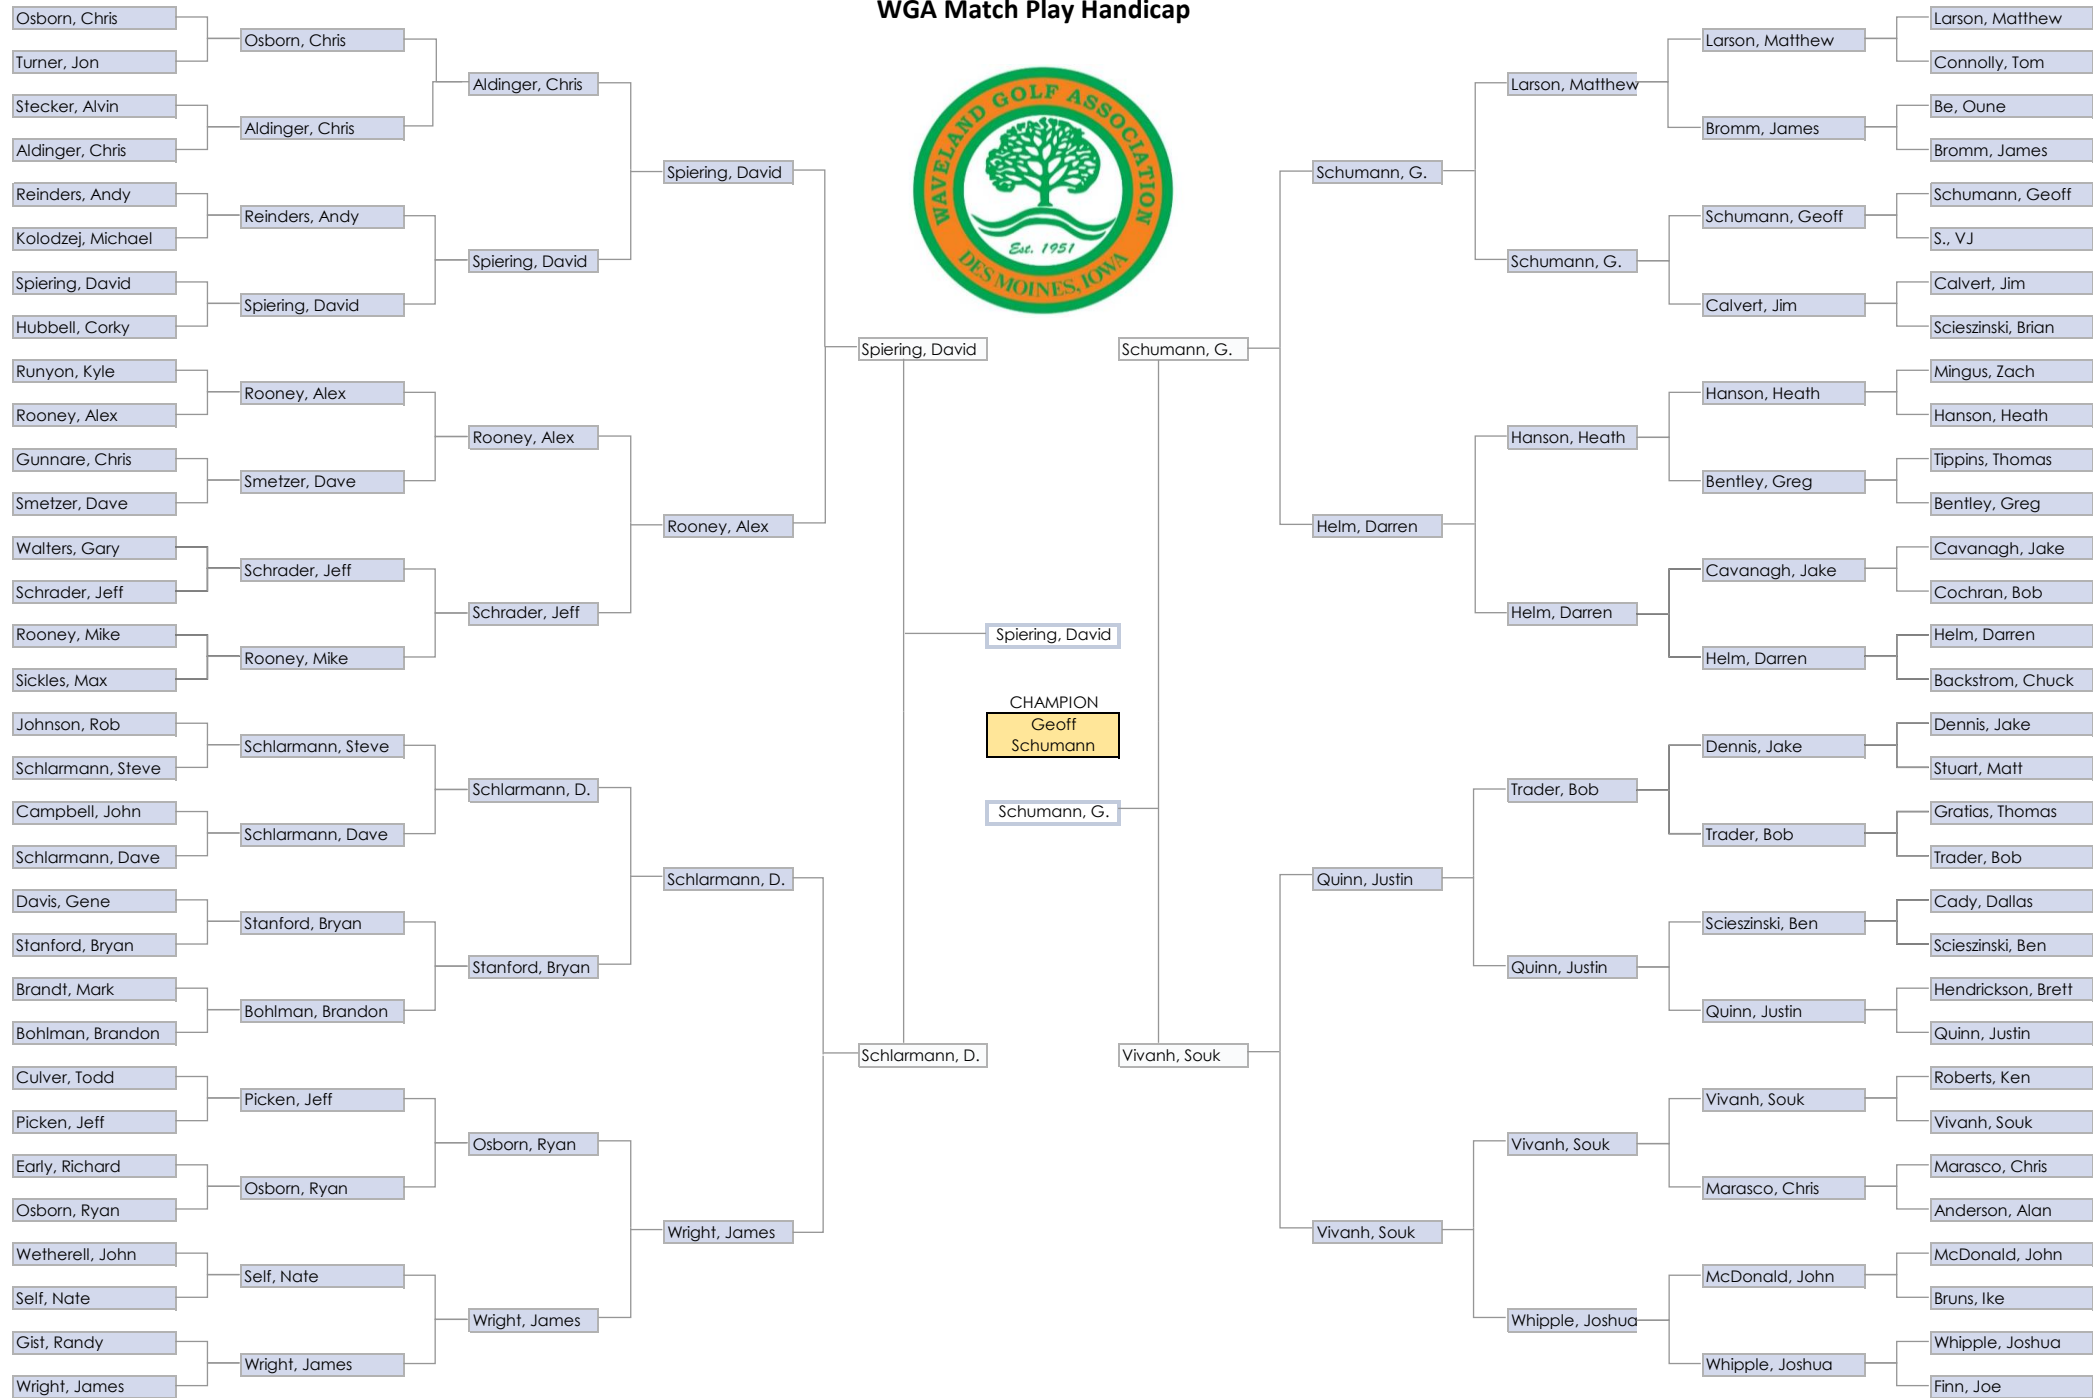 WGA Match Play Handicap
Osborn, Chris
Turner, Jon
Stecker, Alvin
Aldinger, Chris
Reinders, Andy
Kolodzej, Michael
Spiering, David
Hubbell, Corky
Runyon, Kyle
Rooney, Alex
Gunnare, Chris
Smetzer, Dave
Walters, Gary
Schrader, Jeff
Rooney, Mike
Sickles, Max
Johnson, Rob
Schlarmann, Steve
Campbell, John
Schlarmann, Dave
Davis, Gene
Stanford, Bryan
Brandt, Mark
Bohlman, Brandon
Culver, Todd
Picken, Jeff
Early, Richard
Osborn, Ryan
Wetherell, John
Self, Nate
Gist, Randy
Wright, James
Osborn, Chris
Aldinger, Chris
Reinders, Andy
Spiering, David
Rooney, Alex
Smetzer, Dave
Schrader, Jeff
Rooney, Mike
Schlarmann, Steve
Schlarmann, Dave
Stanford, Bryan
Bohlman, Brandon
Picken, Jeff
Osborn, Ryan
Self, Nate
Wright, James
Aldinger, Chris
Spiering, David
Rooney, Alex
Schrader, Jeff
Schlarmann, D.
Stanford, Bryan
Osborn, Ryan
Wright, James
Spiering, David
Rooney, Alex
Schlarmann, D.
Wright, James
Spiering, David
Schlarmann, D.
WAVELAND GOLF ASSOCIATION
Est. 1951
DES MOINES, IOWA
Spiering, David
CHAMPION
Geoff
Schumann
Schumann, G.
Schumann, G.
Vivanh, Souk
Schumann, G.
Helm, Darren
Quinn, Justin
Vivanh, Souk
Larson, Matthew
Schumann, G.
Hanson, Heath
Helm, Darren
Trader, Bob
Quinn, Justin
Vivanh, Souk
Whipple, Joshua
Larson, Matthew
Bromm, James
Schumann, Geoff
Calvert, Jim
Hanson, Heath
Bentley, Greg
Cavanagh, Jake
Helm, Darren
Dennis, Jake
Trader, Bob
Scieszinski, Ben
Quinn, Justin
Vivanh, Souk
Marasco, Chris
McDonald, John
Whipple, Joshua
Larson, Matthew
Connolly, Tom
Be, Oune
Bromm, James
Schumann, Geoff
S., VJ
Calvert, Jim
Scieszinski, Brian
Mingus, Zach
Hanson, Heath
Tippins, Thomas
Bentley, Greg
Cavanagh, Jake
Cochran, Bob
Helm, Darren
Backstrom, Chuck
Dennis, Jake
Stuart, Matt
Gratias, Thomas
Trader, Bob
Cady, Dallas
Scieszinski, Ben
Hendrickson, Brett
Quinn, Justin
Roberts, Ken
Vivanh, Souk
Marasco, Chris
Anderson, Alan
McDonald, John
Bruns, Ike
Whipple, Joshua
Finn, Joe